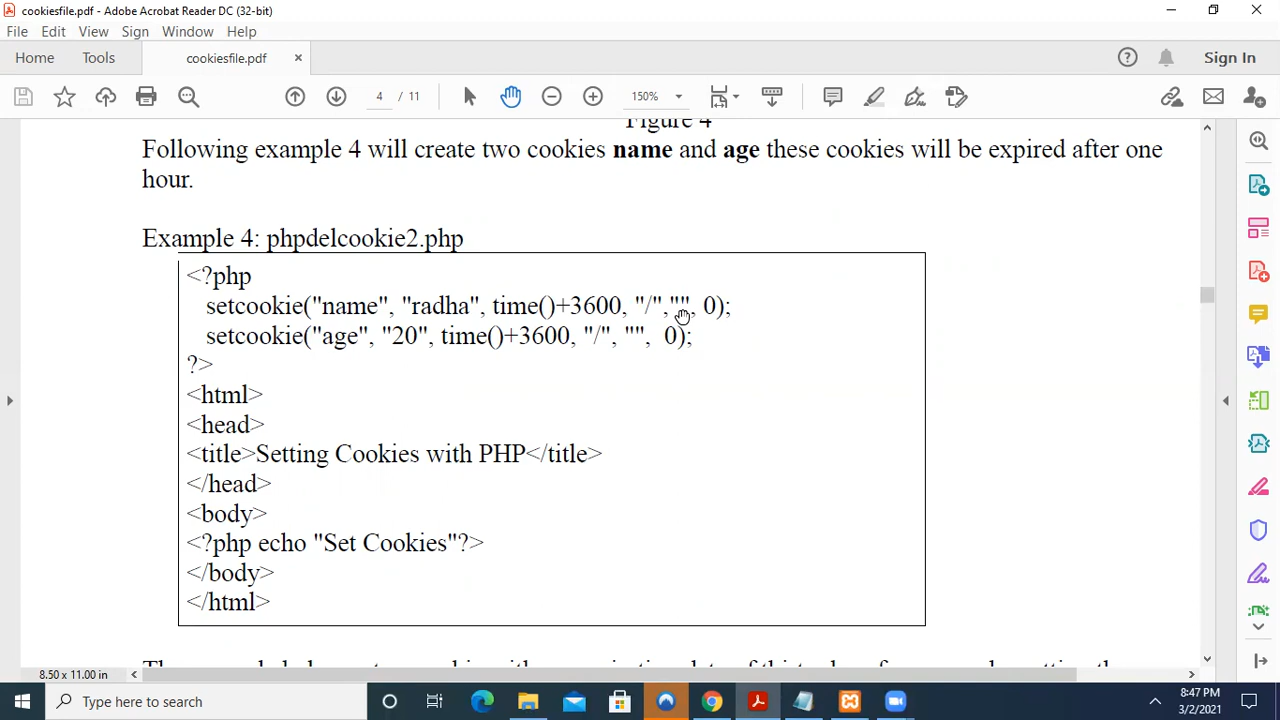 cookiesfile.pdf - Adobe Acrobat Reader DC (32-bit)
File Edit View Sign Window Help
Home Tools cookiesfile.pdf × Sign In
4 / 11 150%
Figure 4
Following example 4 will create two cookies name and age these cookies will be expired after one
hour.
Example 4: phpdelcookie2.php
<?php
setcookie("name", "radha", time()+3600, "/","", 0);
setcookie("age", "20", time()+3600, "/", "", 0);
?>
<html>
<head>
<title>Setting Cookies with PHP</title>
</head>
<body>
<?php echo "Set Cookies"?>
</body>
</html>
8.50 x 11.00 in
Type here to search
8:47 PM
3/2/2021